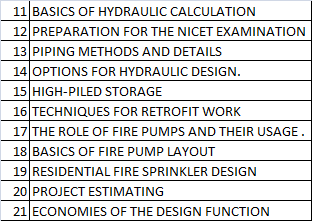 11 BASICS OF HYDRAULIC CALCULATION
12 PREPARATION FOR THE NICET EXAMINATION
13 PIPING METHODS AND DETAILS
14 OPTIONS FOR HYDRAULIC DESIGN.
15 HIGH-PILED STORAGE
16 TECHNIQUES FOR RETROFIT WORK
17 THE ROLE OF FIRE PUMPS AND THEIR USAGE .
18 BASICS OF FIRE PUMP LAYOUT
19 RESIDENTIAL FIRE SPRINKLER DESIGN
20 PROJECT ESTIMATING
21 ECONOMIES OF THE DESIGN FUNCTION